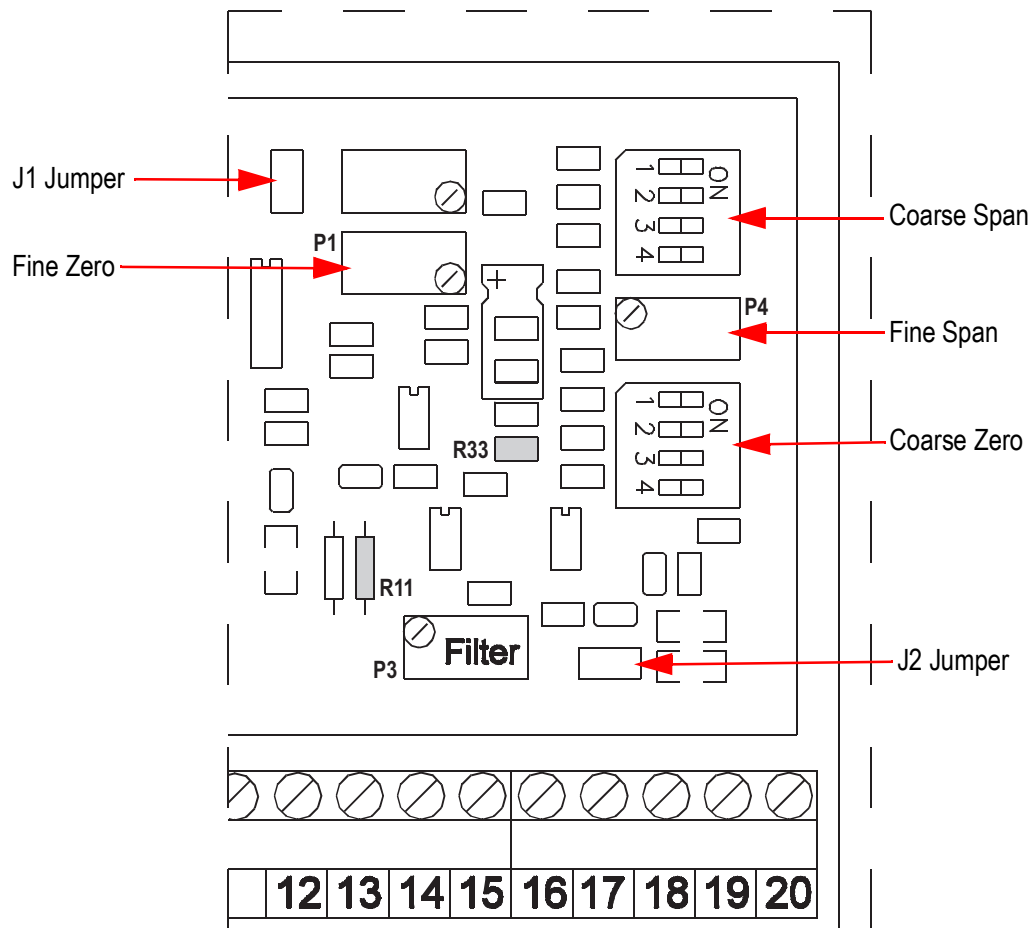 J1 Jumper
P1
Fine Zero
1
2
3
4
ON
Coarse Span
P4
Fine Span
1
2
3
4
ON
Coarse Zero
R33
R11
P3
Filter
J2 Jumper
12 13 14 15 16 17 18 19 20